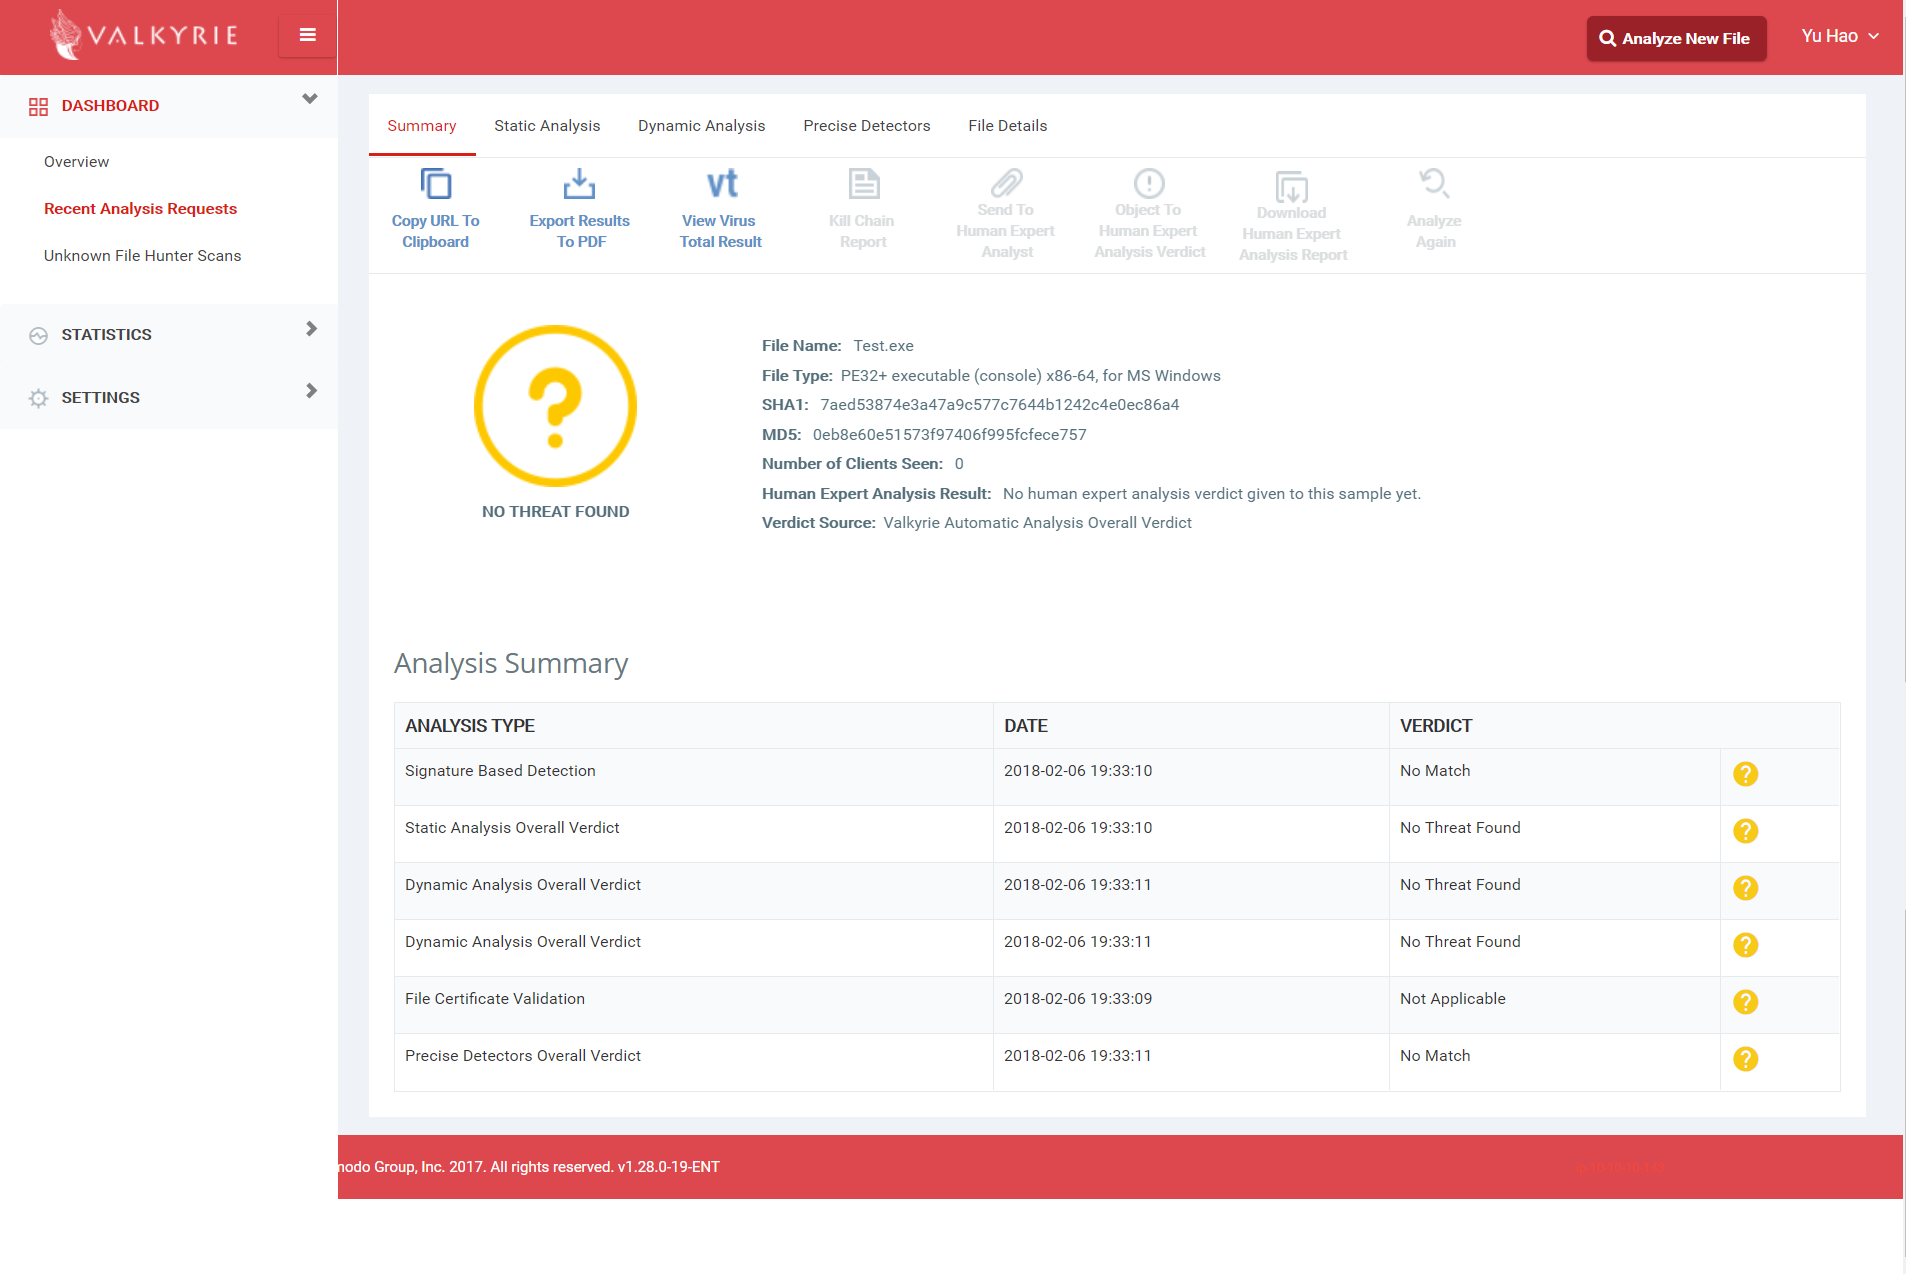 VALKYRIE
Analyze New File
Yu Hao
DASHBOARD
Overview
Recent Analysis Requests
Unknown File Hunter Scans
STATISTICS
SETTINGS
Summary Static Analysis Dynamic Analysis Precise Detectors File Details
Copy URL To
Clipboard
Export Results
To PDF
vt
View Virus
Total Result
Kill Chain
Report
Send To
Human Expert
Analyst
Object To
Human Expert
Analysis Verdict
Download
Human Expert
Analysis Report
Analyze
Again
NO THREAT FOUND
File Name: Test.exe
File Type: PE32+ executable (console) x86-64, for MS Windows
SHA1: 7aed53874e3a47a9c577c7644b1242c4e0ec86a4
MD5: 0eb8e60e51573f97406f995fcfece757
Number of Clients Seen: 0
Human Expert Analysis Result: No human expert analysis verdict given to this sample yet.
Verdict Source: Valkyrie Automatic Analysis Overall Verdict
Analysis Summary
ANALYSIS TYPE DATE VERDICT
Signature Based Detection 2018-02-06 19:33:10 No Match
Static Analysis Overall Verdict 2018-02-06 19:33:10 No Threat Found
Dynamic Analysis Overall Verdict 2018-02-06 19:33:11 No Threat Found
Dynamic Analysis Overall Verdict 2018-02-06 19:33:11 No Threat Found
File Certificate Validation 2018-02-06 19:33:09 Not Applicable
Precise Detectors Overall Verdict 2018-02-06 19:33:11 No Match
modo Group, Inc. 2017. All rights reserved. v1.28.0-19-ENT